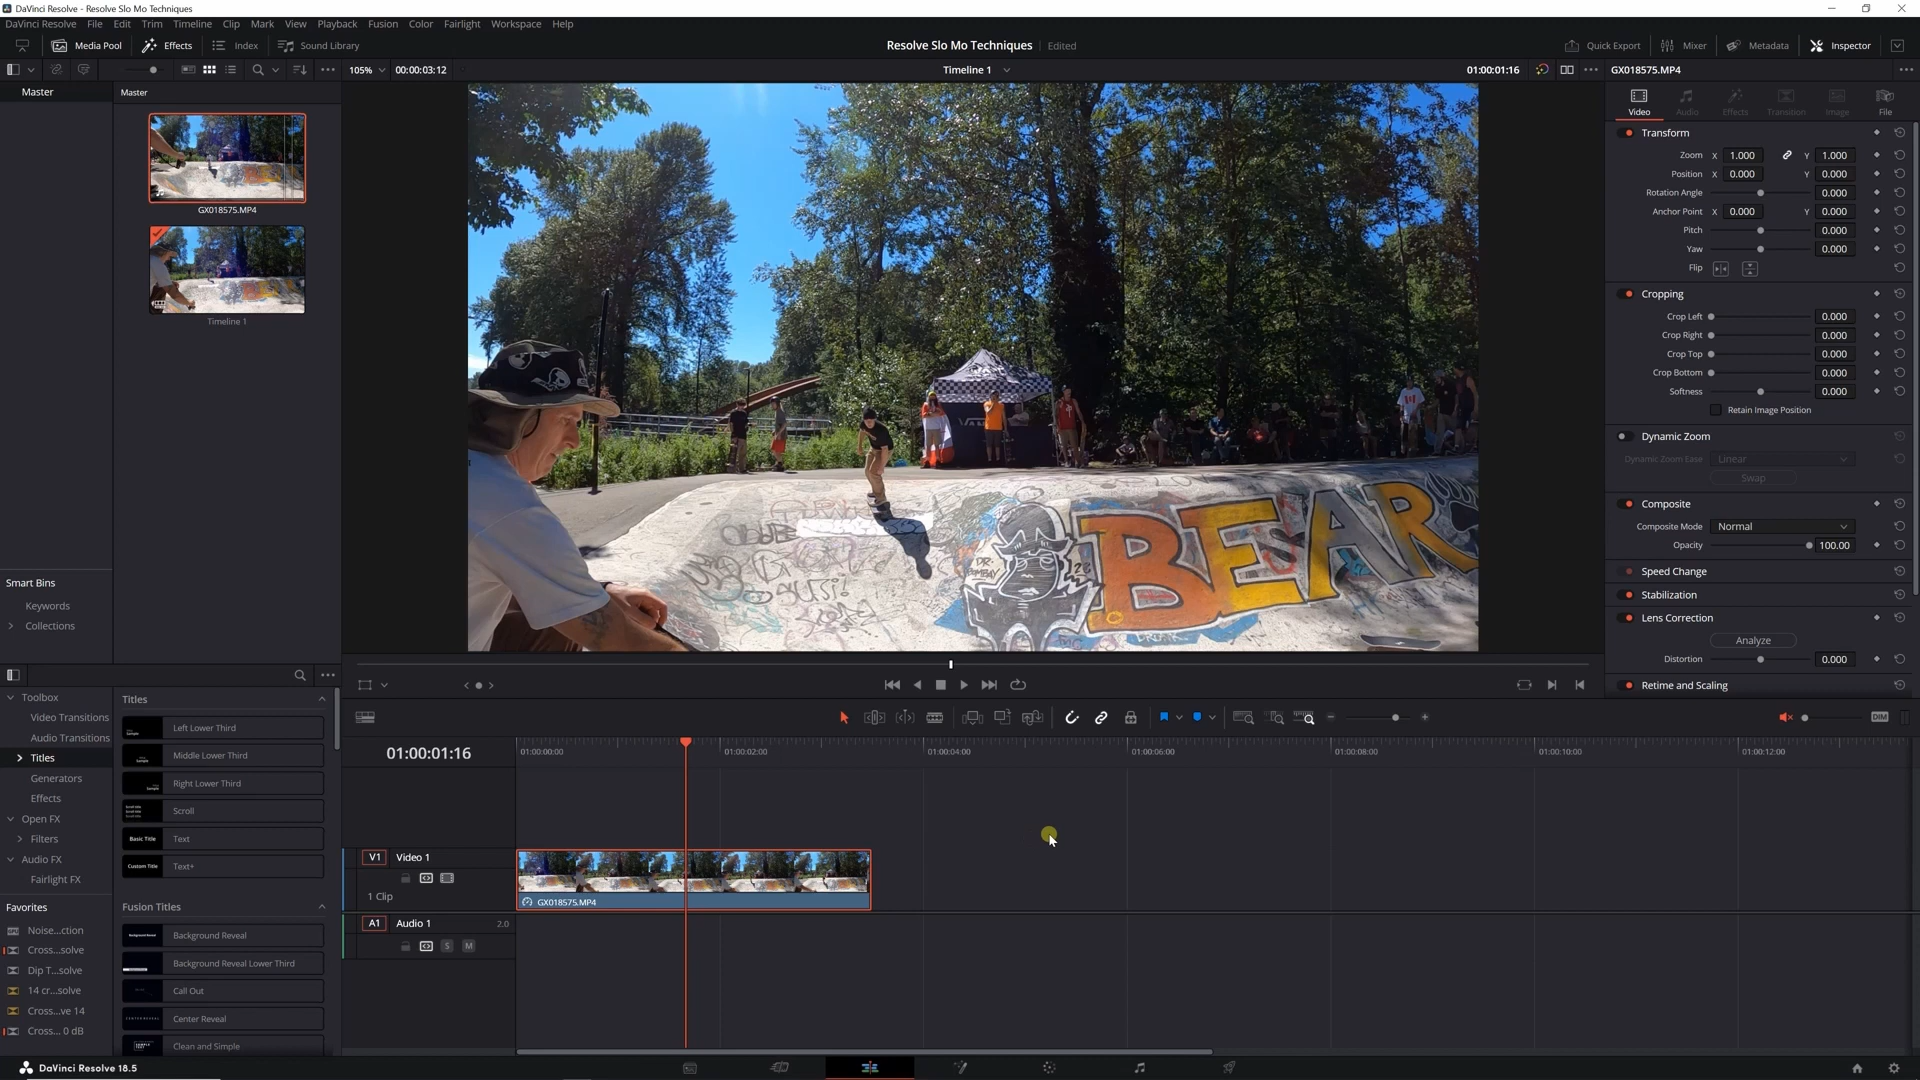 DaVinci Resolve - Resolve Slo Mo Techniques
DaVinci Resolve File Edit Trim Timeline Clip Mark View Playback Fusion Color Fairlight Workspace Help
Media Pool Effects Index Sound Library Resolve Slo Mo Techniques Edited Quick Export Mixer Metadata Inspector
105% 00:00:03:12 Timeline 1 01:00:01:16 GX018575.MP4
Master Master
Video Audio Effects Transition Image File
GX018575.MP4
Timeline 1
Transform
Zoom X 1.000 Y 1.000
Position X 0.000 Y 0.000
Rotation Angle 0.000
Anchor Point X 0.000 Y 0.000
Pitch 0.000
Yaw 0.000
Flip
Cropping
Crop Left 0.000
Crop Right 0.000
Crop Top 0.000
Crop Bottom 0.000
Softness 0.000
Retain Image Position
Dynamic Zoom
Dynamic Zoom Ease Linear
Swap
Composite
Composite Mode Normal
Opacity 100.00
Speed Change
Stabilization
Lens Correction
Analyze
Distortion 0.000
Retime and Scaling
BEAR
DR.
BOMBAY
Smart Bins
Keywords
Collections
Toolbox
Video Transitions
Audio Transitions
Titles
Generators
Effects
Open FX
Filters
Audio FX
Fairlight FX
Favorites
Noise...ction
Cross...solve
Dip T...solve
14 cr...solve
Cross...ve 14
Cross... 0 dB
Titles
Left Lower Third
Middle Lower Third
Right Lower Third
Scroll
Basic Title Text
Custom Title Text+
Fusion Titles
Background Reveal
Background Reveal Lower Third
Call Out
CENTER REVEAL Center Reveal
Clean and Simple
DIM
01:00:01:16
01:00:00:00 01:00:02:00 01:00:04:00 01:00:06:00 01:00:08:00 01:00:10:00 01:00:12:00
V1 Video 1
1 Clip
GX018575.MP4
A1 Audio 1 2.0
S M
DaVinci Resolve 18.5